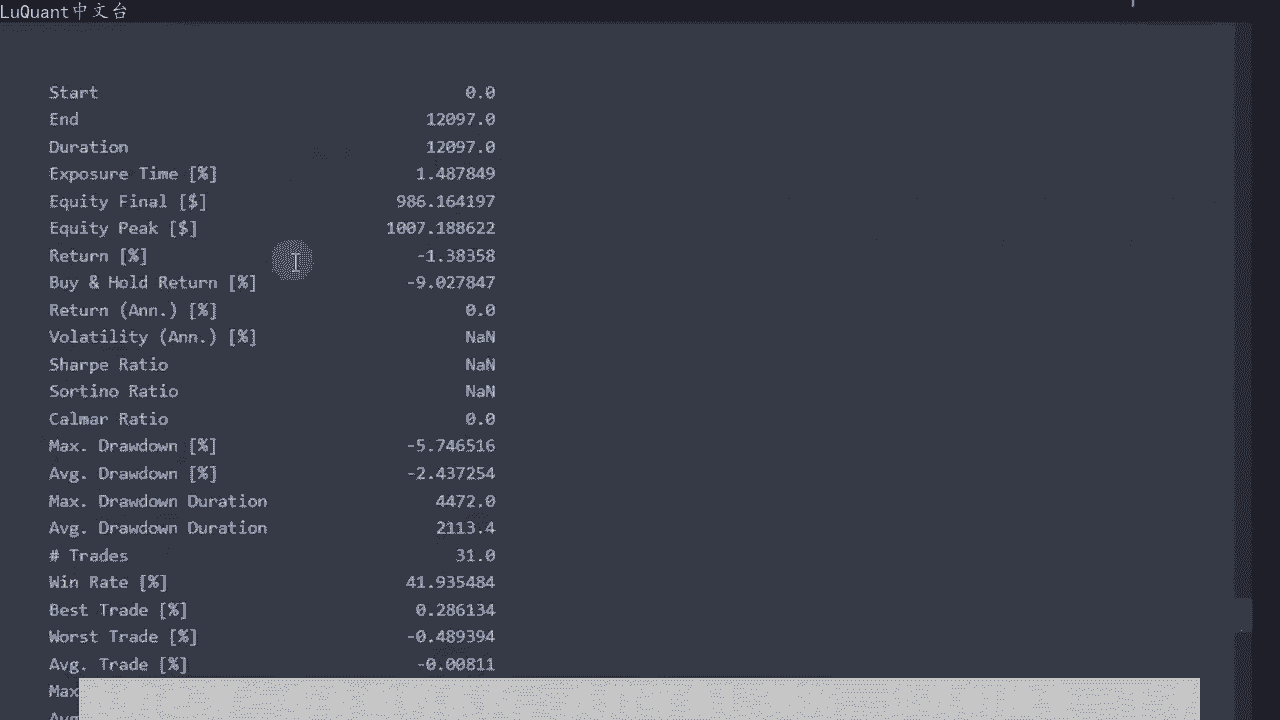 LuQuant中文台
Start 0.0
End 12097.0
Duration 12097.0
Exposure Time [%] 1.487849
Equity Final [$] 986.164197
Equity Peak [$] 1007.188622
Return [%] -1.38358
Buy & Hold Return [%] -9.027847
Return (Ann.) [%] 0.0
Volatility (Ann.) [%] NaN
Sharpe Ratio NaN
Sortino Ratio NaN
Calmar Ratio 0.0
Max. Drawdown [%] -5.746516
Avg. Drawdown [%] -2.437254
Max. Drawdown Duration 4472.0
Avg. Drawdown Duration 2113.4
# Trades 31.0
Win Rate [%] 41.935484
Best Trade [%] 0.286134
Worst Trade [%] -0.489394
Avg. Trade [%] -0.00811
Max